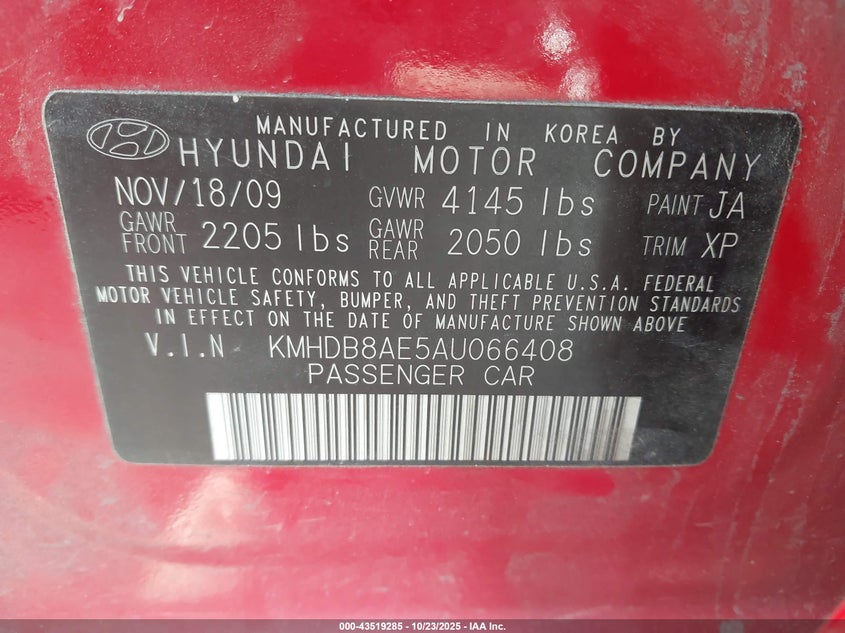 MANUFACTURED IN KOREA BY
HYUNDAI MOTOR COMPANY
NOV/18/09 GVWR 4145 lbs PAINT JA
GAWR FRONT 2205 lbs GAWR REAR 2050 lbs TRIM XP
THIS VEHICLE CONFORMS TO ALL APPLICABLE U.S.A. FEDERAL
MOTOR VEHICLE SAFETY, BUMPER, AND THEFT PREVENTION STANDARDS
IN EFFECT ON THE DATE OF MANUFACTURE SHOWN ABOVE
V.I.N KMHDB8AE5AU066408
PASSENGER CAR
000-43519285 - 10/23/2025 - IAA Inc.